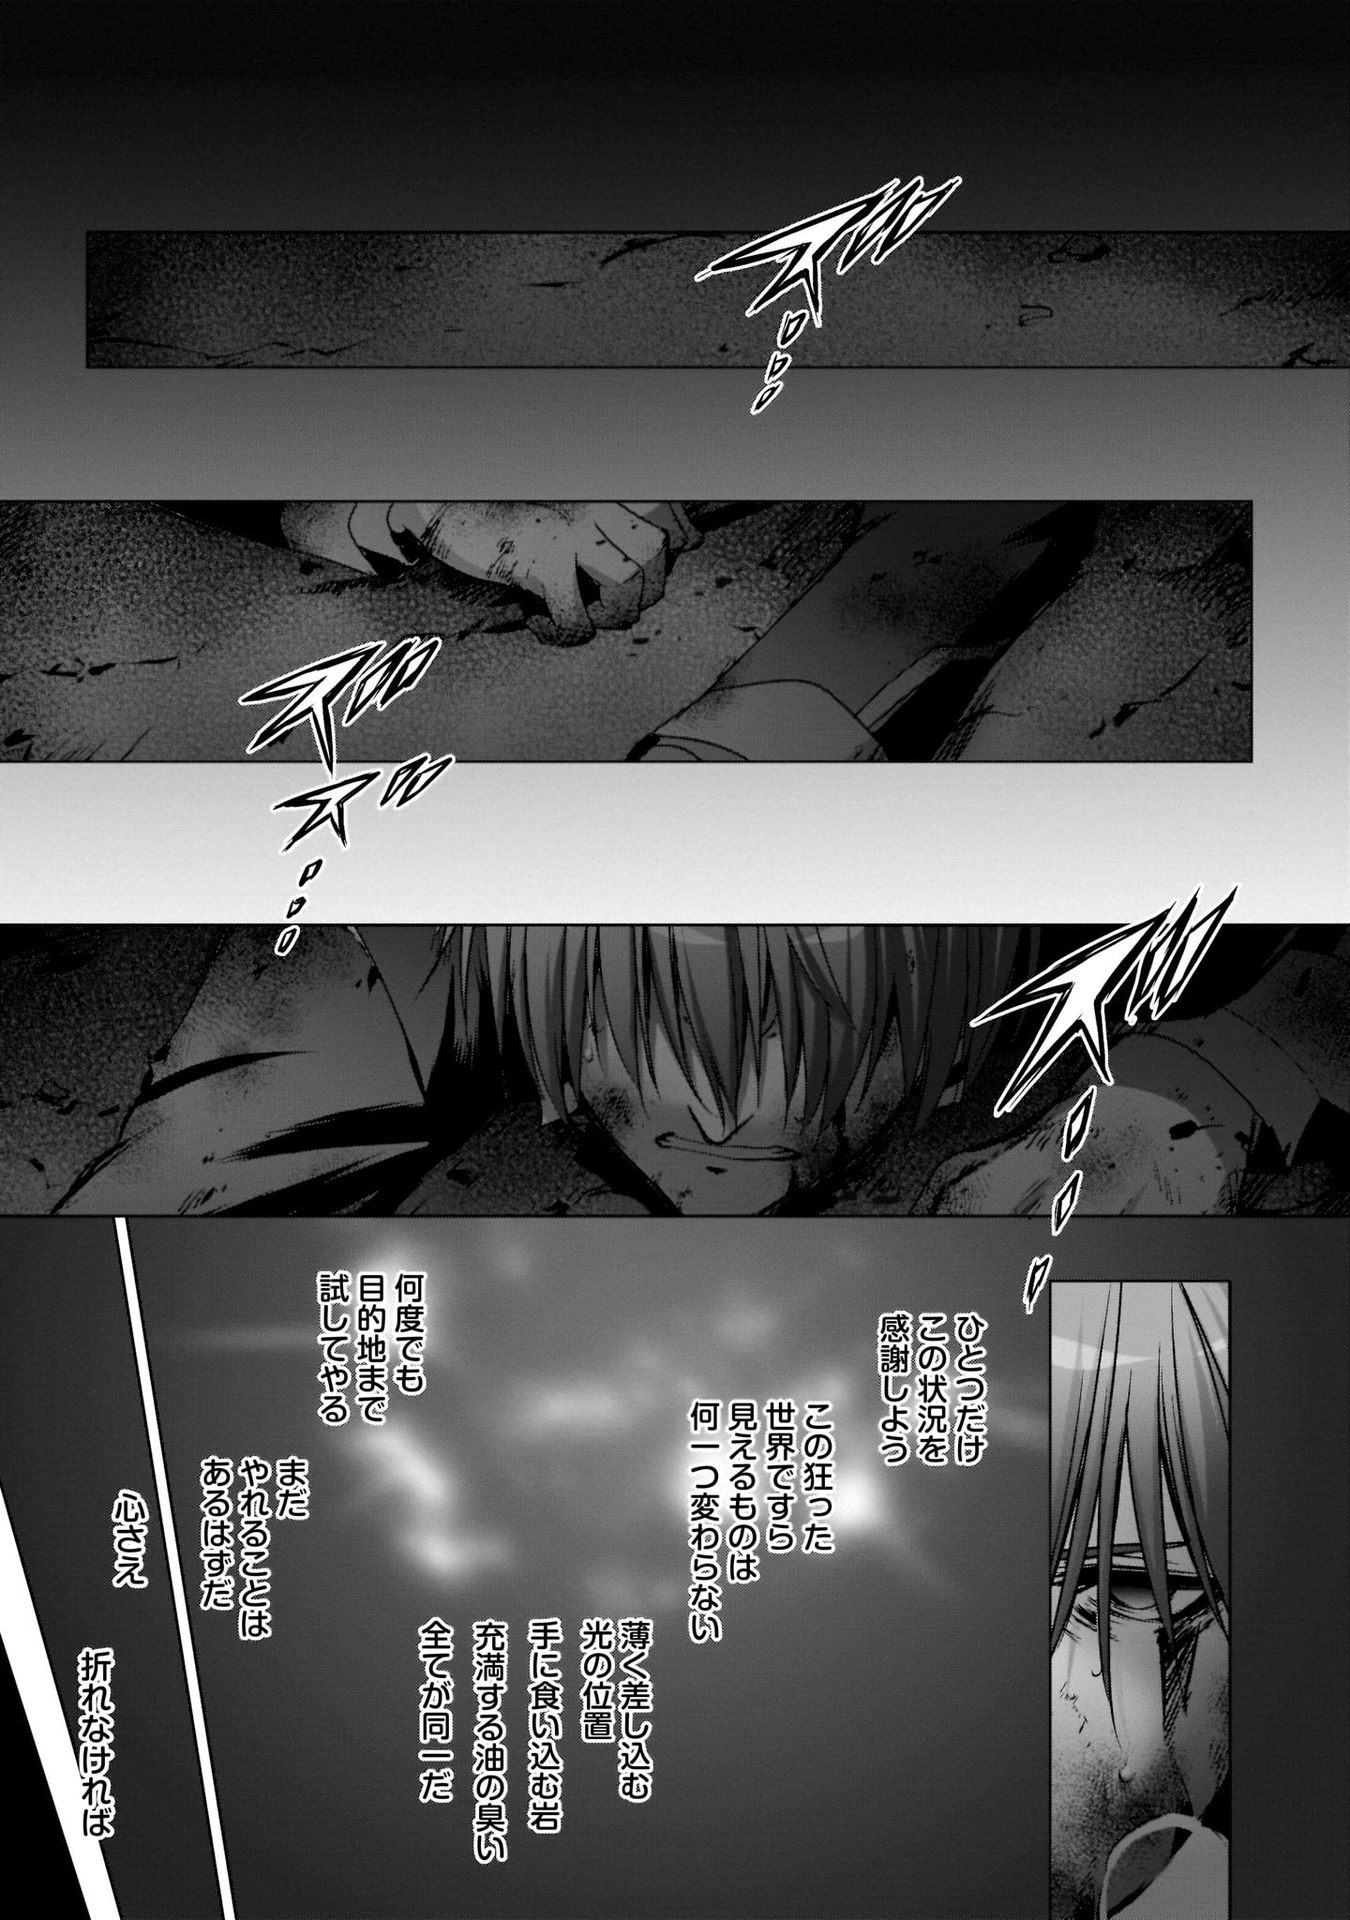 ズズズ…
ズズズ
ズズ…
ズズズ…
ひとつだけ
この状況を
感謝しよう
この狂った
世界ですら
見えるものは
何一つ変わらない
薄く差し込む
光の位置
手に食い込む岩
充満する油の臭い
全てが同一だ
何度でも
目的地まで
試してやる
まだ
やれることは
あるはずだ
心さえ
折れなければ